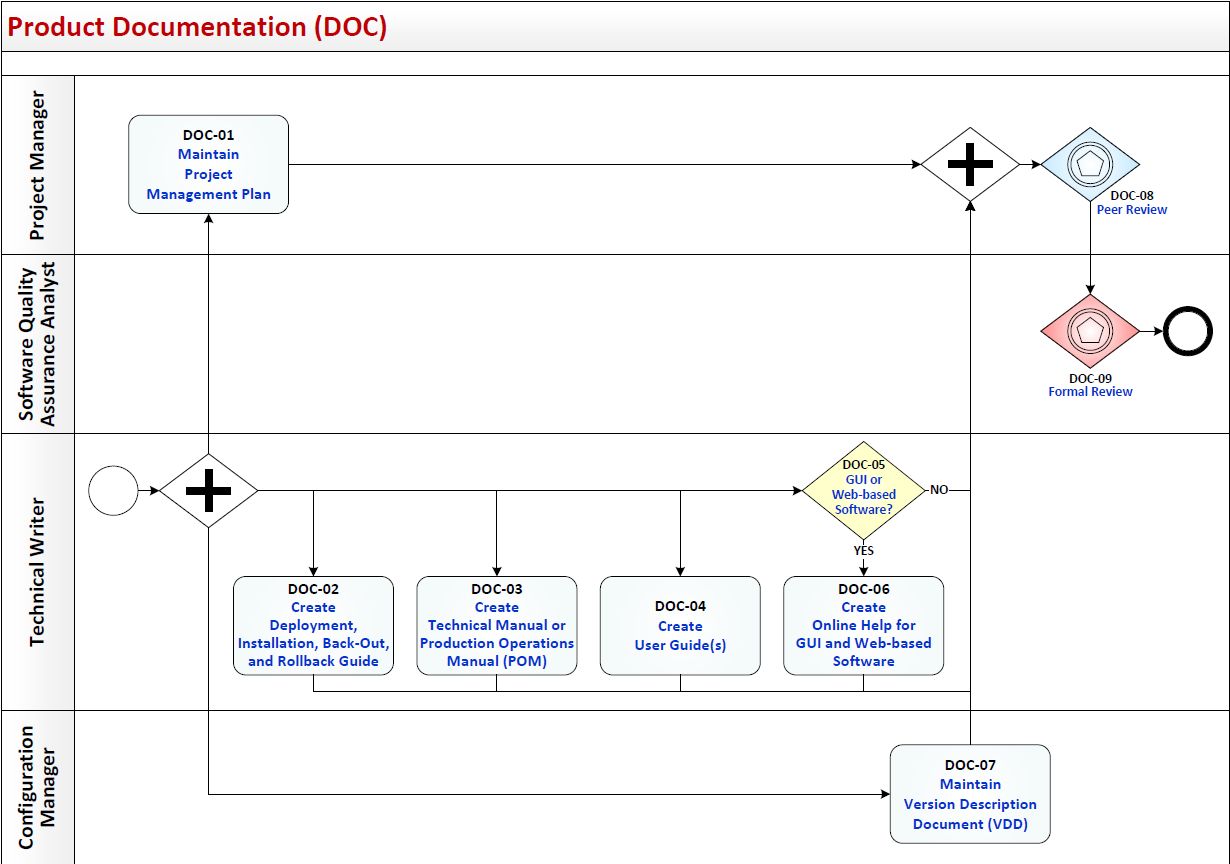 Product Documentation (DOC)
Project Manager
DOC-01
Maintain
Project
Management Plan
DOC-08
Peer Review
Software Quality
Assurance Analyst
DOC-09
Formal Review
Technical Writer
DOC-05
GUI or
Web-based
Software?
NO
YES
DOC-02
Create
Deployment,
Installation, Back-Out,
and Rollback Guide
DOC-03
Create
Technical Manual or
Production Operations
Manual (POM)
DOC-04
Create
User Guide(s)
DOC-06
Create
Online Help for
GUI and Web-based
Software
Configuration
Manager
DOC-07
Maintain
Version Description
Document (VDD)